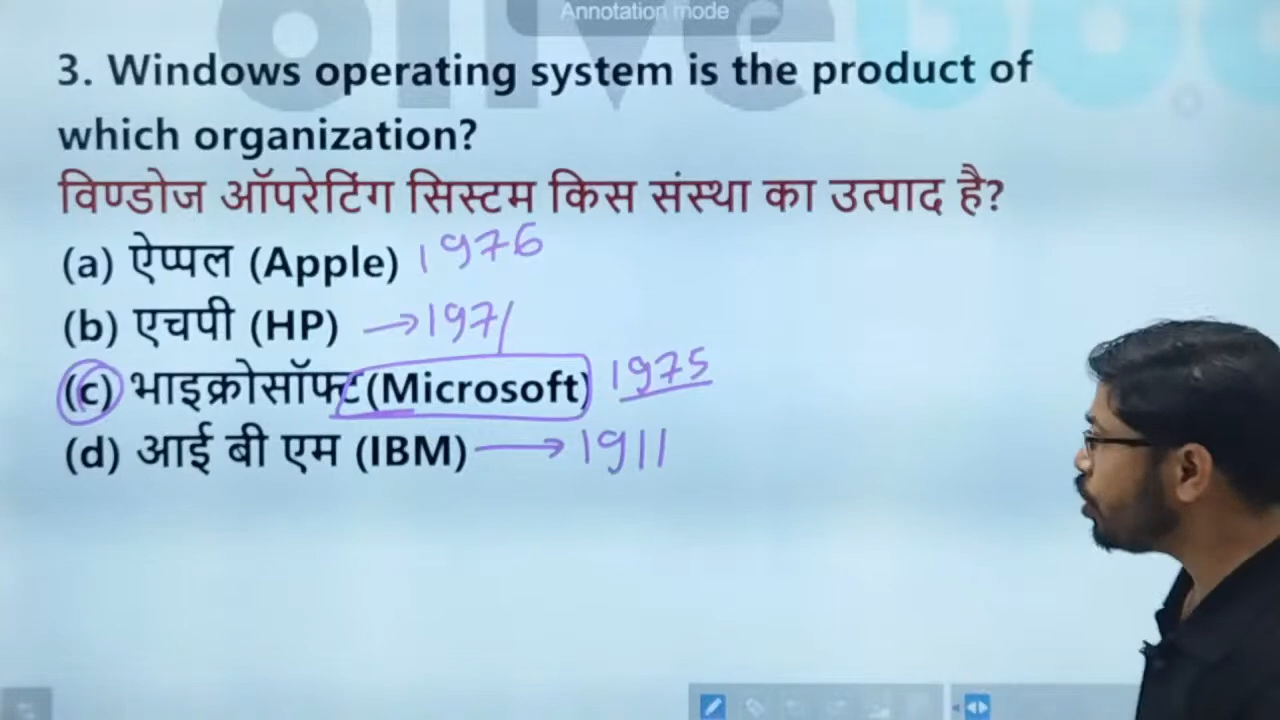 Annotation mode
3. Windows operating system is the product of
which organization?
विण्डोज ऑपरेटिंग सिस्टम किस संस्था का उत्पाद है?
(a) ऐप्पल (Apple) 1976
(b) एचपी (HP) → 1971
(c) भाइक्रोसॉफ्ट (Microsoft) 1975
(d) आई बी एम (IBM) → 1911